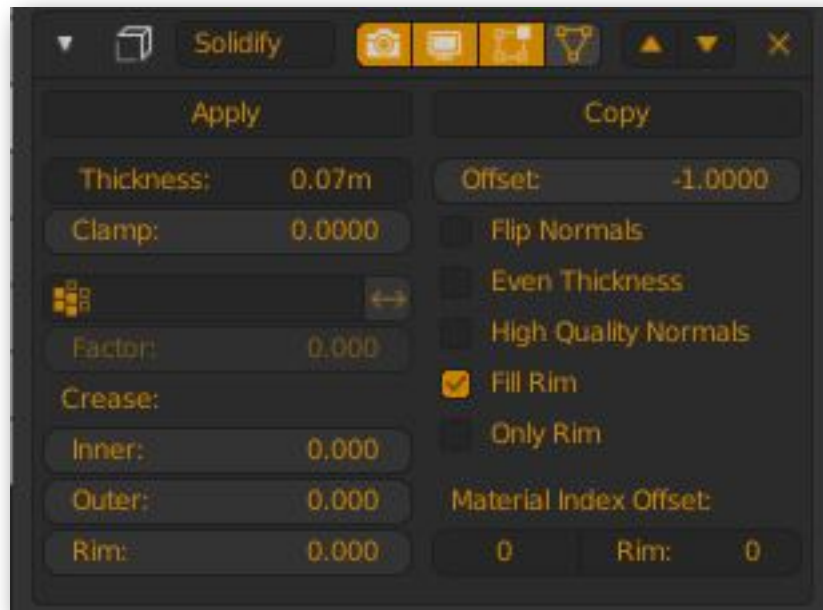 Solidify
Apply
Copy
Thickness: 0.07m
Offset: -1.0000
Clamp: 0.0000
Flip Normals
Even Thickness
High Quality Normals
Factor: 0.000
Fill Rim
Crease:
Only Rim
Inner: 0.000
Outer: 0.000
Material Index Offset:
Rim: 0.000
0
Rim: 0